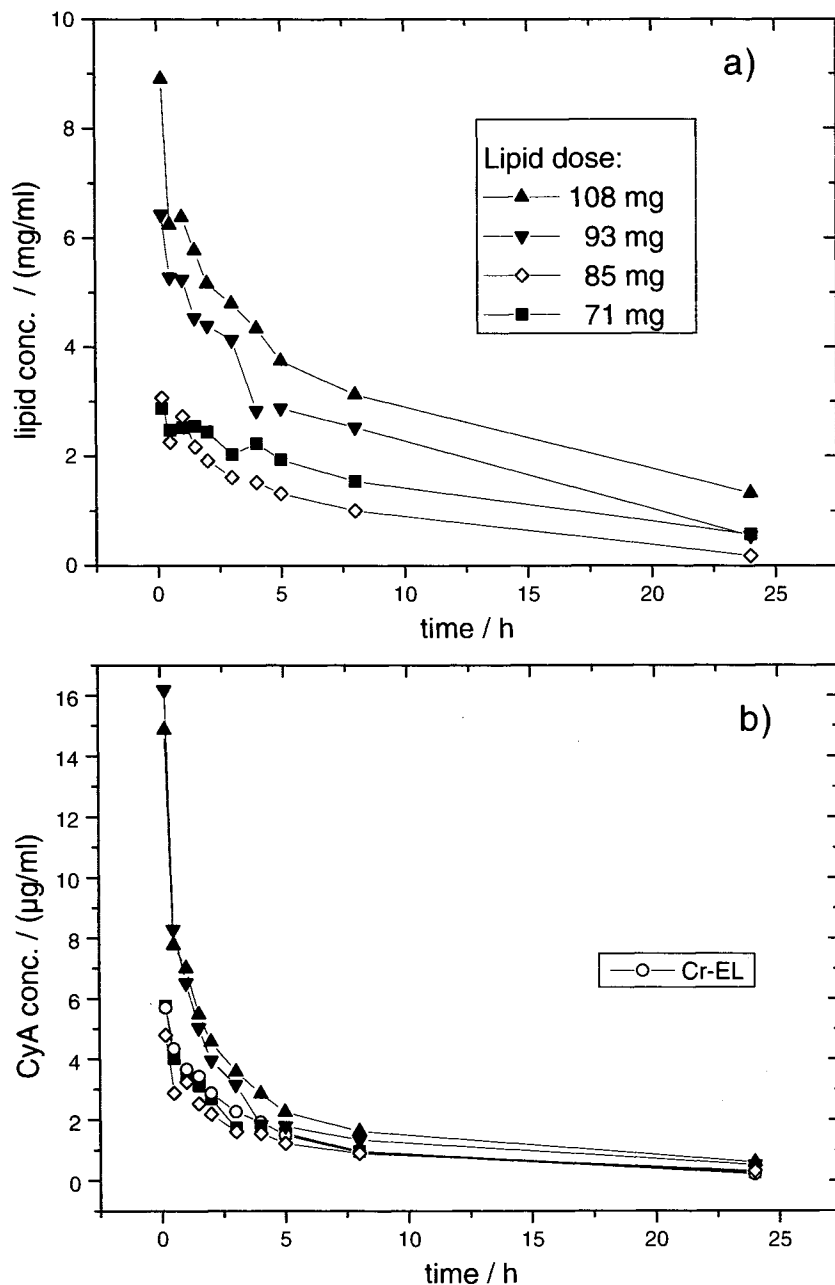 a)
10
8
6
4
2
0
lipid conc. / (mg/ml)
Lipid dose:
108 mg
93 mg
85 mg
71 mg
0
5
10
15
20
25
time / h
b)
16
14
12
10
8
6
4
2
0
CyA conc. / (µg/ml)
Cr-EL
0
5
10
15
20
25
time / h